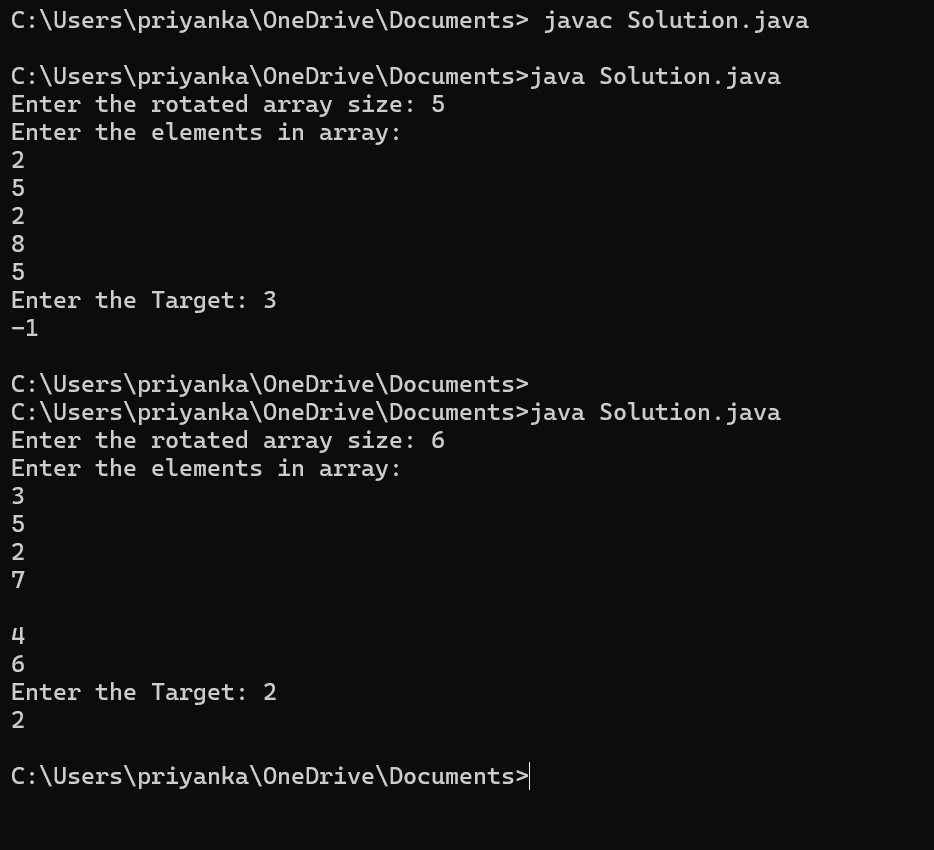 C:\Users\priyanka\OneDrive\Documents> javac Solution.java
C:\Users\priyanka\OneDrive\Documents>java Solution.java
Enter the rotated array size: 5
Enter the elements in array:
2
5
2
8
5
Enter the Target: 3
-1
C:\Users\priyanka\OneDrive\Documents>
C:\Users\priyanka\OneDrive\Documents>java Solution.java
Enter the rotated array size: 6
Enter the elements in array:
3
5
2
7
4
6
Enter the Target: 2
2
C:\Users\priyanka\OneDrive\Documents>